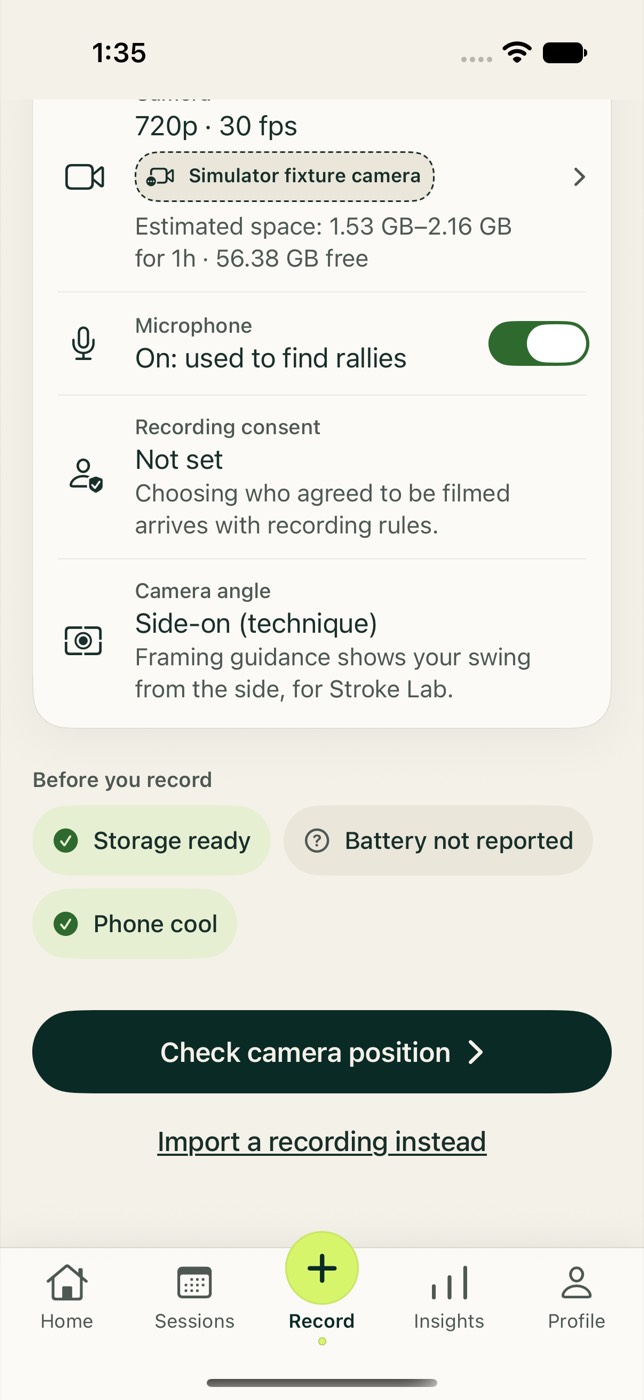 1:35
720p · 30 fps
Simulator fixture camera
Estimated space: 1.53 GB–2.16 GB
for 1h · 56.38 GB free
Microphone
On: used to find rallies
Recording consent
Not set
Choosing who agreed to be filmed
arrives with recording rules.
Camera angle
Side-on (technique)
Framing guidance shows your swing
from the side, for Stroke Lab.
Before you record
Storage ready
Battery not reported
Phone cool
Check camera position
Import a recording instead
Home
Sessions
Record
Insights
Profile